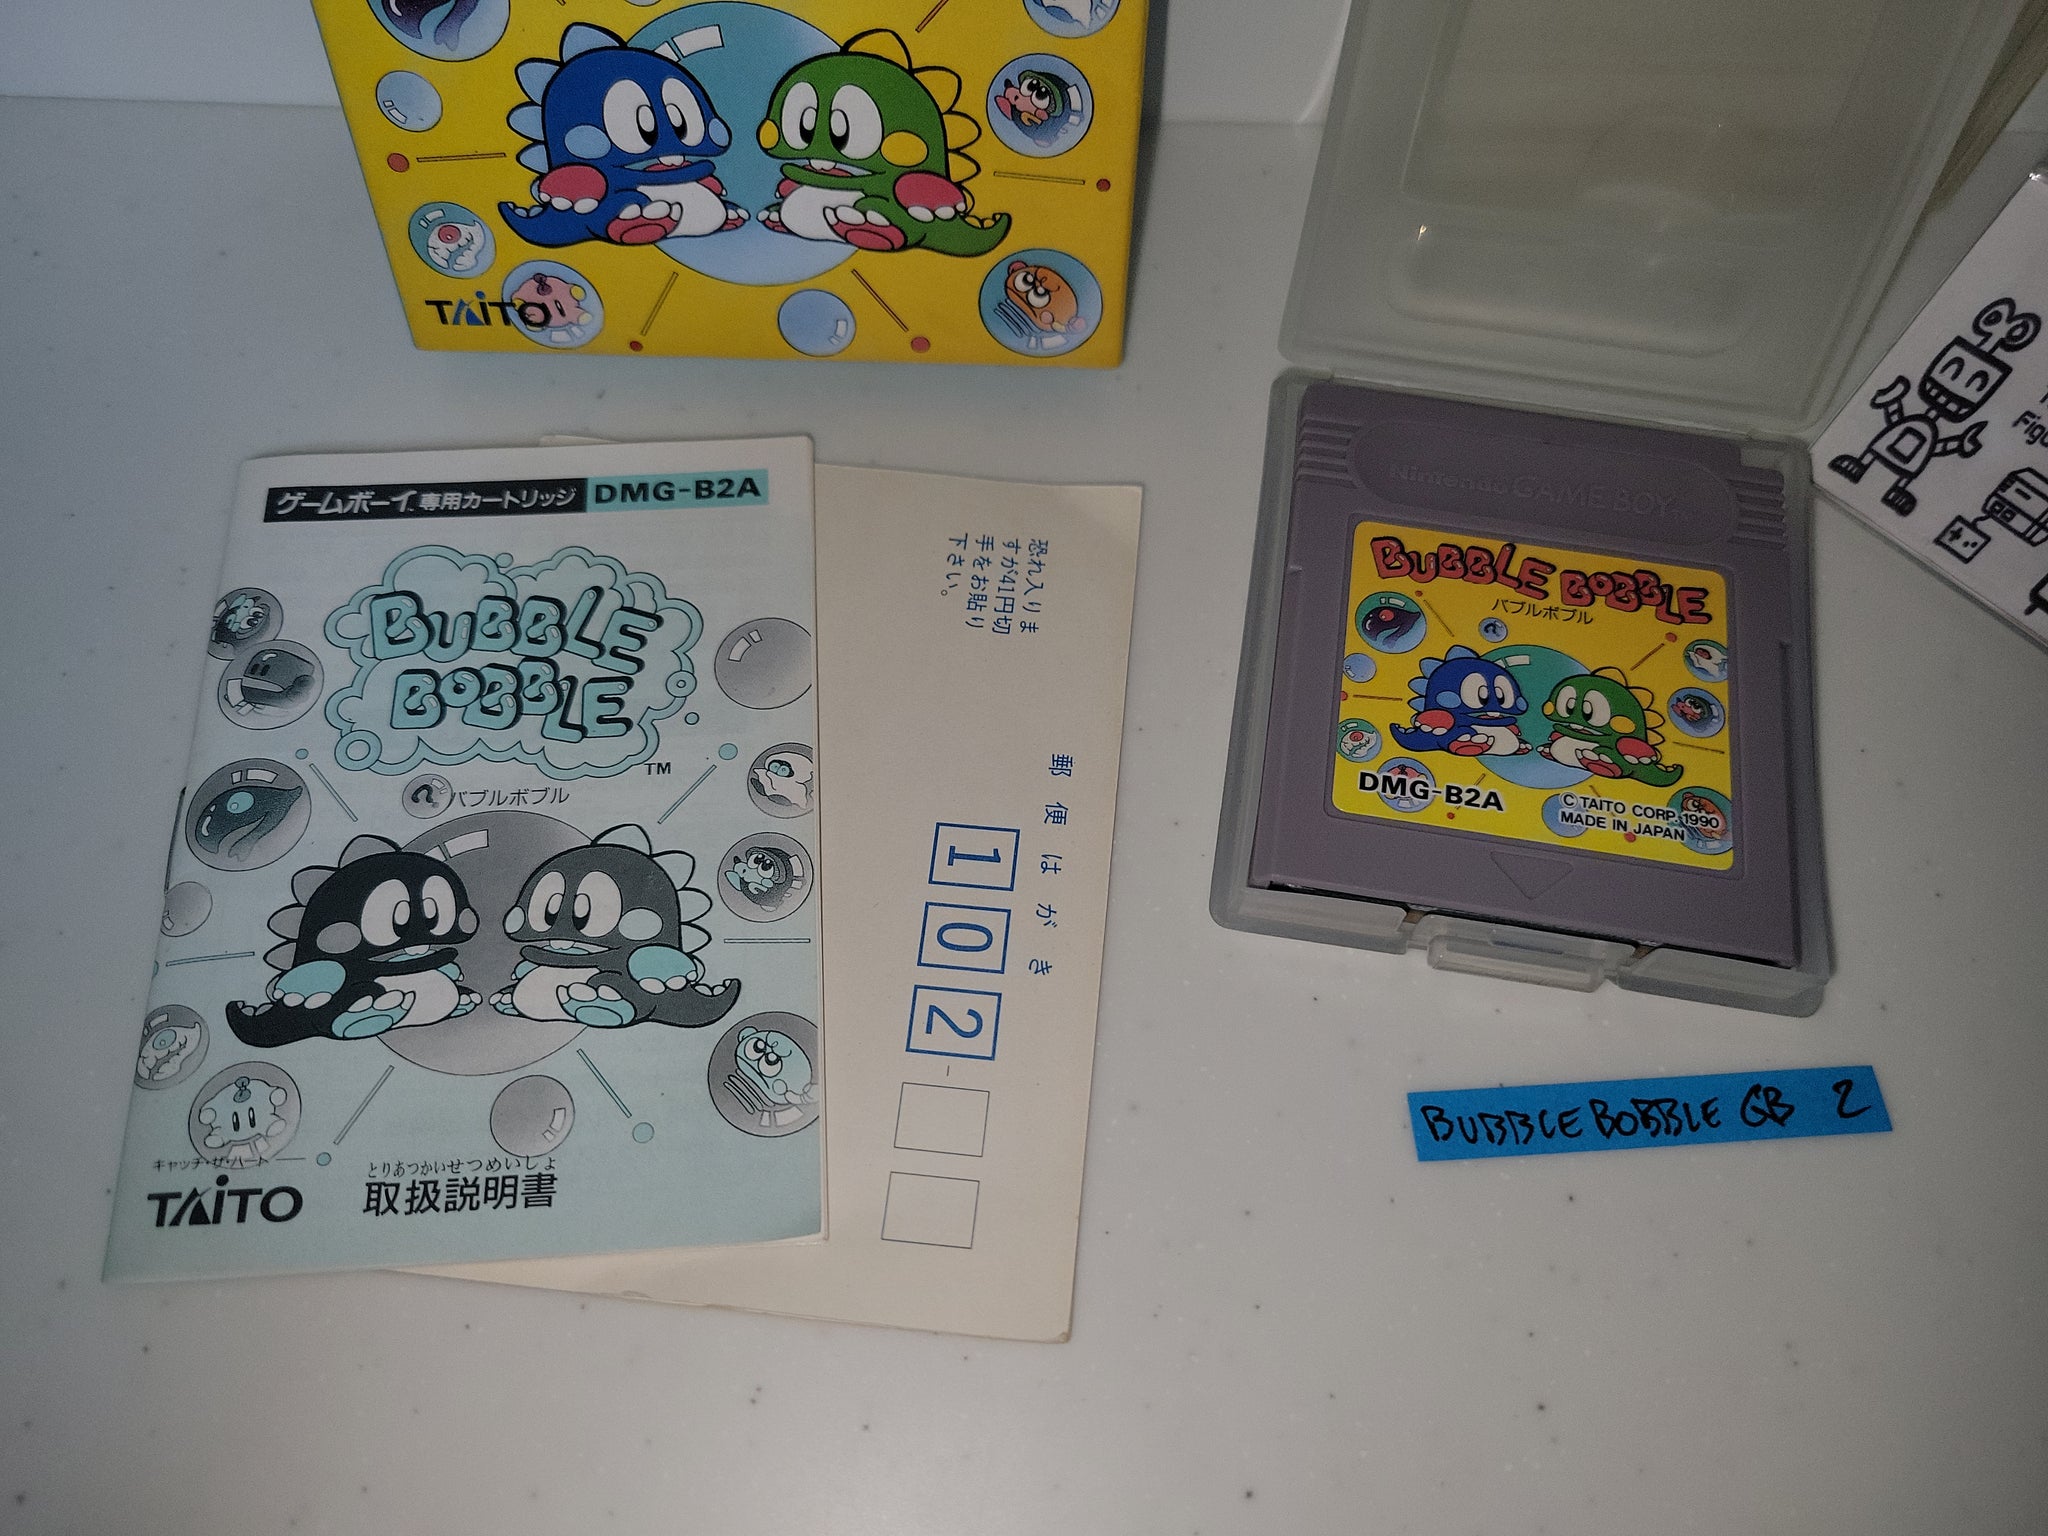 TAITO
ゲームボーイ専用カートリッジ DMG-B2A
BUBBLE
BOBBLE
TM
バブルボブル
キャッチ・ザ・ハート
TAITO
とりあつかいせつめいしょ
取扱説明書
恐れ入りま
すが41円切
手をお貼り
下さい。
郵便はがき
102-
Nintendo GAME BOY
BUBBLE BOBBLE
バブルボブル
DMG-B2A
© TAITO CORP. 1990
MADE IN JAPAN
BUBBLE BOBBLE GB 2